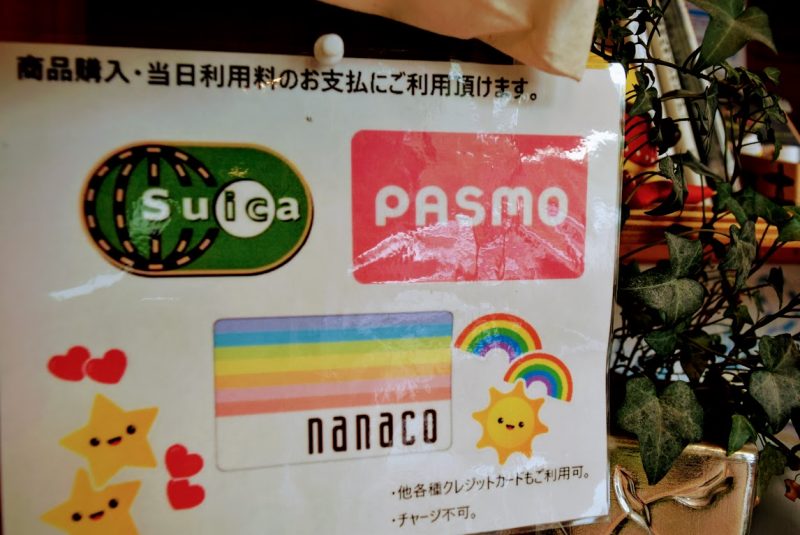 商品購入・当日利用料のお支払にご利用頂けます。
Suica
PASMO
nanaco
・他各種クレジットカードもご利用可。
・チャージ不可。